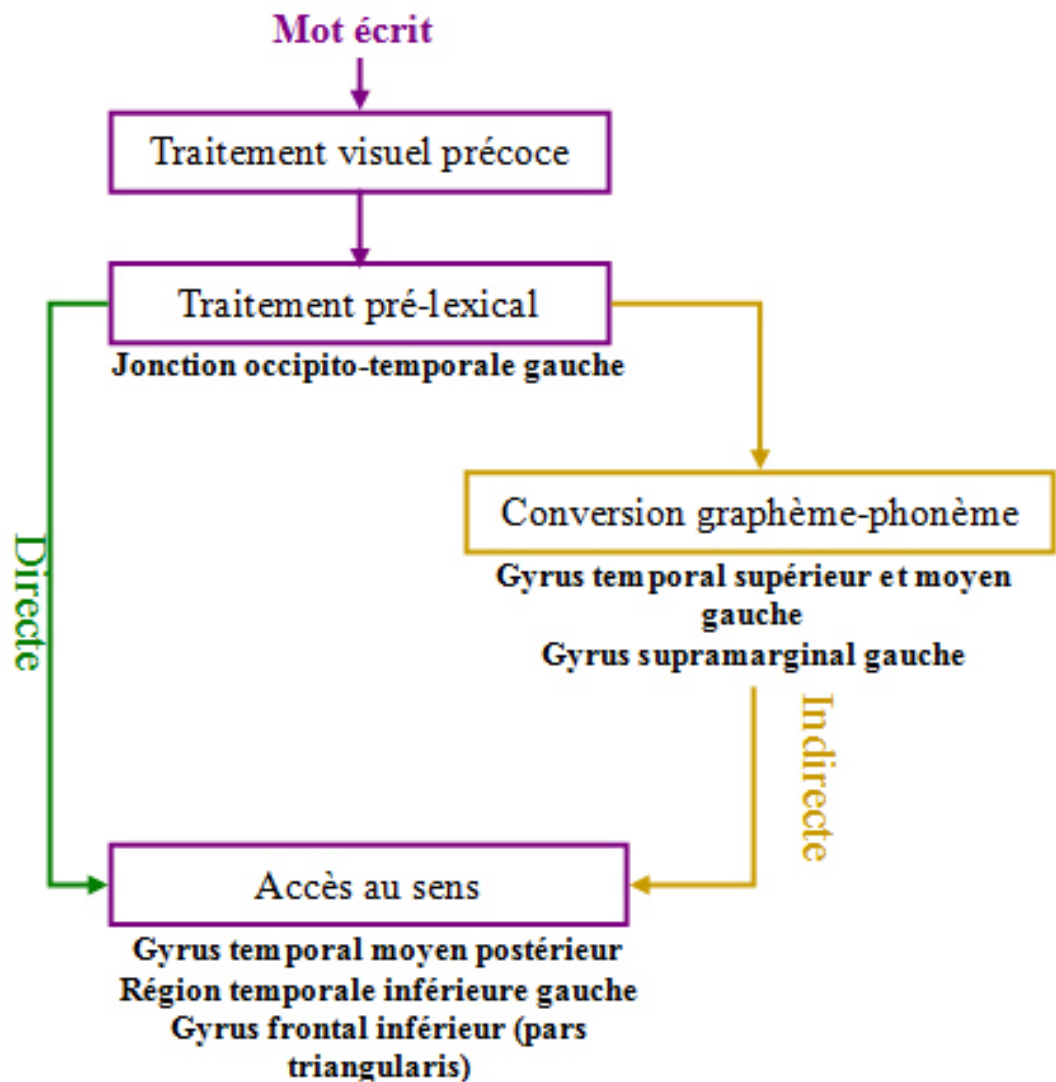 Mot écrit
Traitement visuel précoce
Traitement pré-lexical
Jonction occipito-temporale gauche
Conversion graphème-phonème
Gyrus temporal supérieur et moyen
gauche
Gyrus supramarginal gauche
Directe
Indirecte
Accès au sens
Gyrus temporal moyen postérieur
Région temporale inférieure gauche
Gyrus frontal inférieur (pars
triangularis)